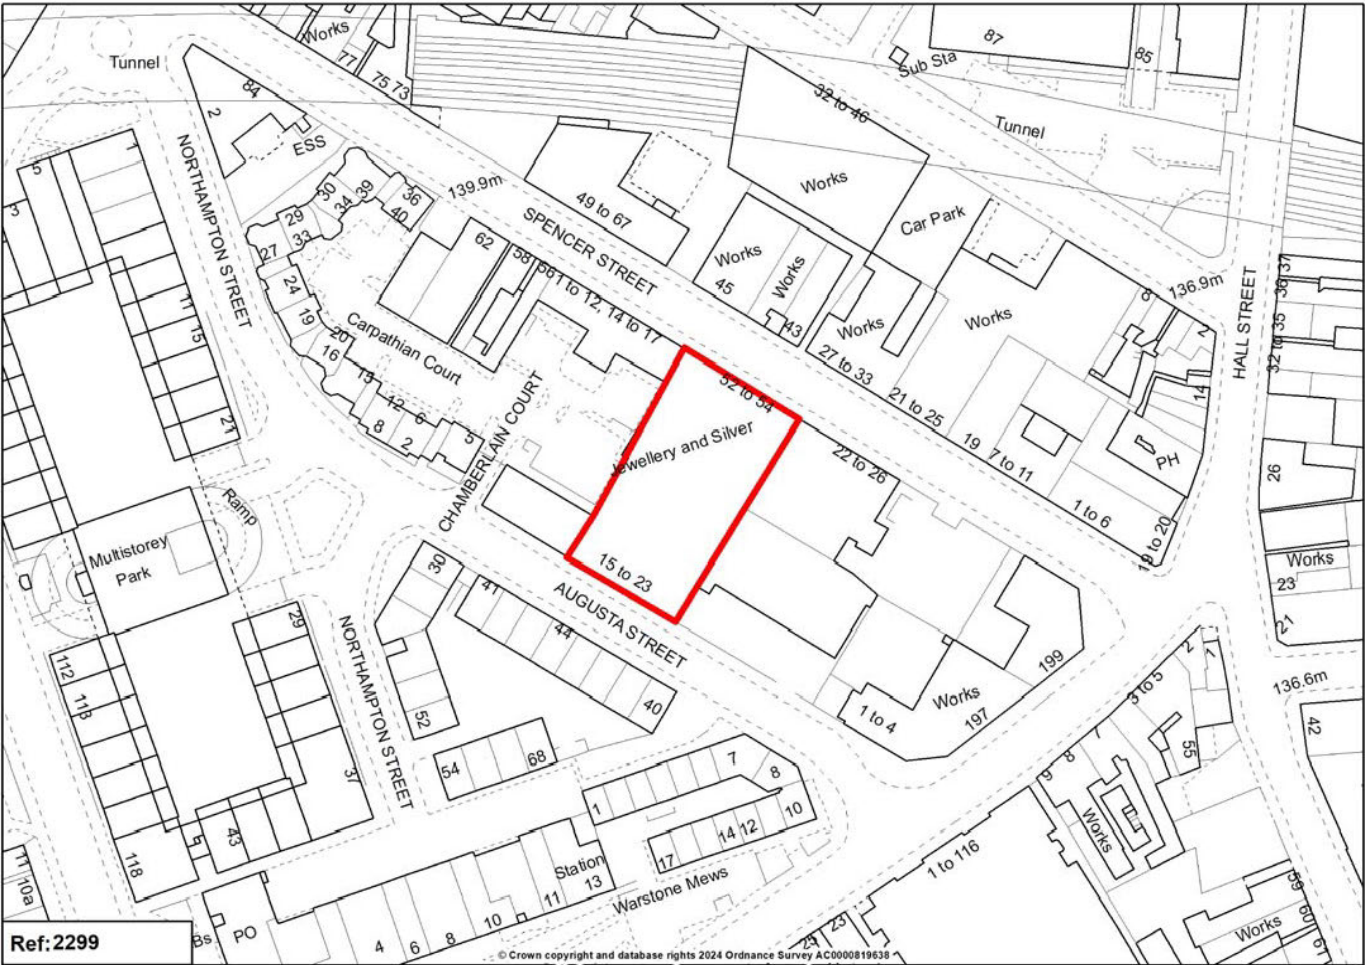 Works
77
75 73
Tunnel
84
2
ESS
87
85
Sub Sta
32 to 46
Tunnel
NORTHAMPTON STREET
5
1
3
30
39
34
29
33
27
36
40
139.9m
49 to 67
SPENCER STREET
Works
Car Park
62
58
56
1 to 12, 14 to 17
Works
45
Works
43
Works
27 to 33
Works
136.9m
HALL STREET
36 37
32 to 35
8
2
14
24
19
20
16
15
12
8
6
2
5
Carpathian Court
CHAMBERLAIN COURT
11
15
21
52 to 54
Jewellery and Silver
15 to 23
21 to 25
19
7 to 11
1 to 6
PH
19 to 20
22 to 26
26
Works
23
21
Ramp
Multistorey
Park
30
41
44
40
AUGUSTA STREET
NORTHAMPTON STREET
29
37
52
54
68
112
113
118
43
199
Works
197
1 to 4
2
1
3 to 5
7
8
9
55
136.6m
42
Works
7
8
10
1
14 12
17
Station
13
11
10
8
6
4
PO
Bs
11
10a
Warstone Mews
1 to 116
23
25
59
60
61
Works
Ref:2299
© Crown copyright and database rights 2024 Ordnance Survey AC0000819638